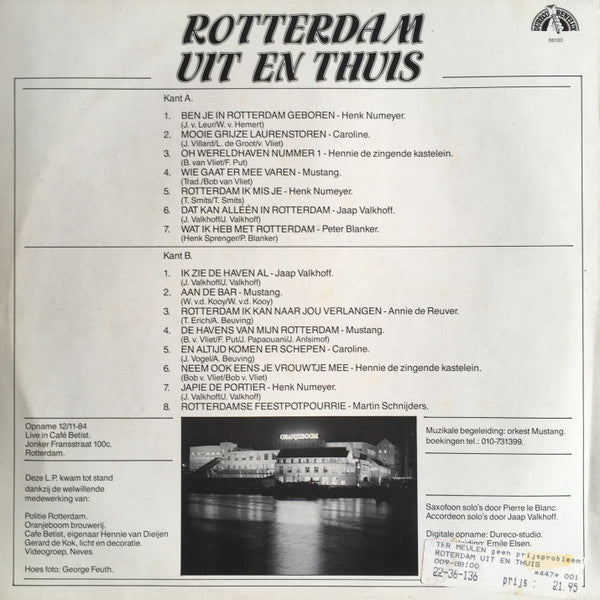 ROTTERDAM
UIT EN THUIS
88100
Kant A.
1. BEN JE IN ROTTERDAM GEBOREN - Henk Numeyer.
(J. v. Leur/W. v. Hemert)
2. MOOIE GRIJZE LAURENSTOREN - Caroline.
(J. Villard/L. de Groot/v. Vliet)
3. OH WERELDHAVEN NUMMER 1 - Hennie de zingende kastelein.
(B. van Vliet/F. Put)
4. WIE GAAT ER MEE VAREN - Mustang.
(Trad./Bob van Vliet)
5. ROTTERDAM IK MIS JE - Henk Numeyer.
(T. Smits/T. Smits)
6. DAT KAN ALLÉÉN IN ROTTERDAM - Jaap Valkhoff.
(J. Valkhoff/J. Valkhoff)
7. WAT IK HEB MET ROTTERDAM - Peter Blanker.
(Henk Sprenger/P. Blanker)
Kant B.
1. IK ZIE DE HAVEN AL - Jaap Valkhoff.
(J. Valkhoff/J. Valkhoff)
2. AAN DE BAR - Mustang.
(W. v.d. Kooy/W. v.d. Kooy)
3. ROTTERDAM IK KAN NAAR JOU VERLANGEN - Annie de Reuver.
(T. Erich/A. Beuving)
4. DE HAVENS VAN MIJN ROTTERDAM - Mustang.
(B. v. Vliet/F. Put/J. Papaouani/J. Anlsimof)
5. EN ALTIJD KOMEN ER SCHEPEN - Caroline.
(J. Vogel/A. Beuving)
6. NEEM OOK EENS JE VROUWTJE MEE - Hennie de zingende kastelein.
(Bob v. Vliet/Bob v. Vliet)
7. JAPIE DE PORTIER - Henk Numeyer.
(J. Valkhoff/J. Valkhoff)
8. ROTTERDAMSE FEESTPOTPOURRIE - Martin Schnijders.
Opname 12/11-84
Live in Café Betist.
Jonker Fransstraat 100c.
Rotterdam.
Deze L.P. kwam tot stand
dankzij de welwillende
medewerking van:
Politie Rotterdam.
Oranjeboom brouwerij.
Cafe Betist, eigenaar Hennie van Dieijen
Gerard de Kok, licht en decoratie.
Videogroep, Neves
Hoes foto: George Feuth.
ORANJEBOOM
Muzikale begeleiding: orkest Mustang.
boekingen tel.: 010-731399.
Saxofoon solo's door Pierre le Blanc.
Accordeon solo's door Jaap Valkhoff.
Digitale opname: Dureco-studio.
Emile Elsen.
TER MEULEN geen prijsprobleem
ROTERDAM UIT EN THUIS
009-88100 *447* 001
22-36-136 prijs : 21.95